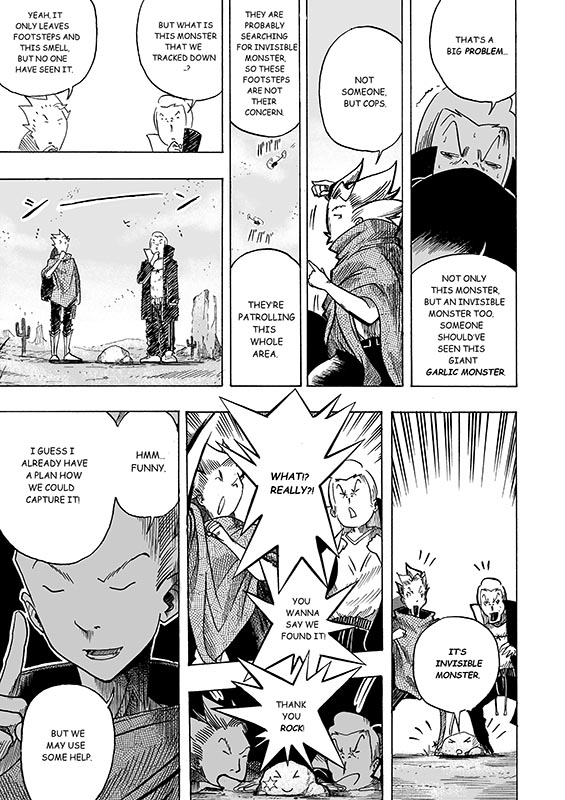 THAT'S A
BIG PROBLEM...
NOT ONLY
THIS MONSTER,
BUT AN INVISIBLE
MONSTER TOO.
SOMEONE
SHOULD'VE
SEEN THIS
GIANT
GARLIC MONSTER.
NOT
SOMEONE,
BUT COPS.
THEY ARE
PROBABLY
SEARCHING
FOR INVISIBLE
MONSTER,
SO THESE
FOOTSTEPS
ARE NOT
THEIR
CONCERN.
THEY'RE
PATROLLING
THIS
WHOLE
AREA.
BUT WHAT IS
THIS MONSTER
THAT WE
TRACKED DOWN
-?
YEAH, IT
ONLY LEAVES
FOOTSTEPS AND
THIS SMELL,
BUT NO ONE
HAVE SEEN IT.
ジーーー
IT'S
INVISIBLE
MONSTER.
WHAT!?
REALLY?!
YOU
WANNA
SAY WE
FOUND IT!
THANK
YOU
ROCK!
HMM...
FUNNY.
I GUESS I
ALREADY HAVE
A PLAN HOW
WE COULD
CAPTURE IT!
BUT WE
MAY USE
SOME HELP.